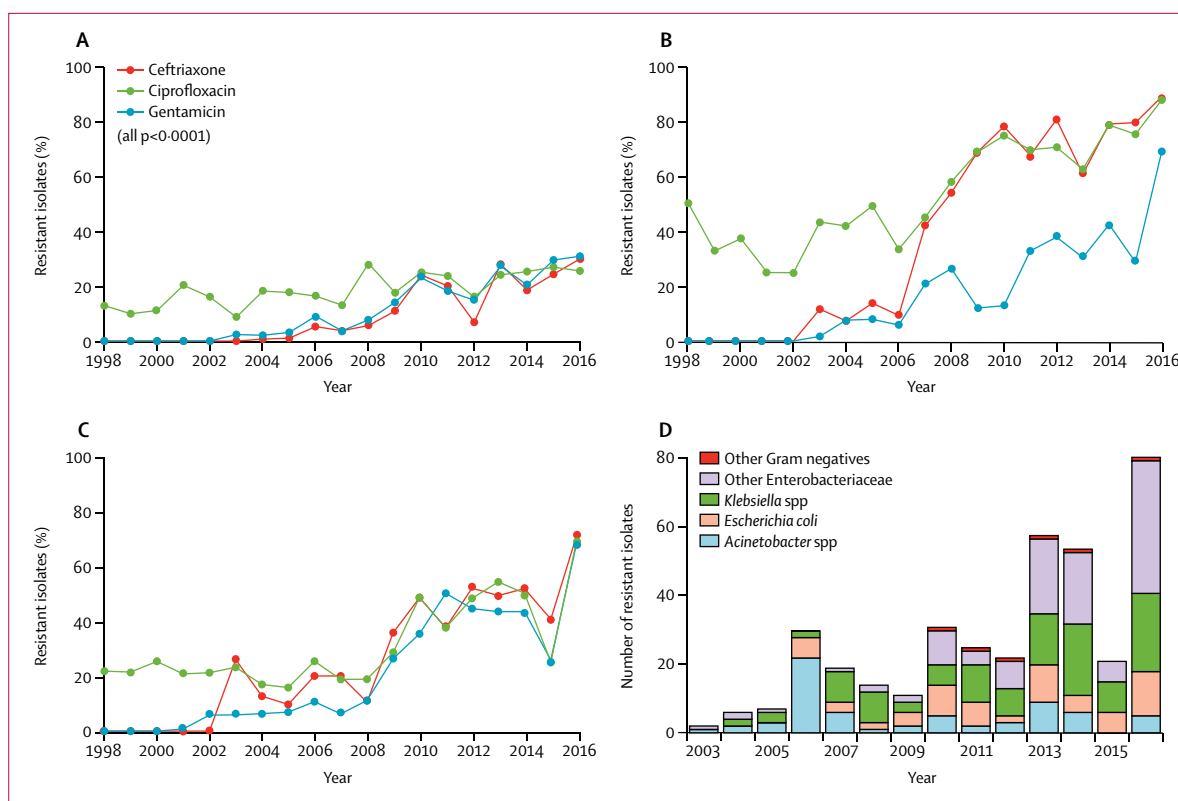 A
100
80
60
40
20
0
Resistant isolates (%)
Ceftriaxone
Ciprofloxacin
Gentamicin
(all p<0·0001)
1998 2000 2002 2004 2006 2008 2010 2012 2014 2016
Year
B
100
80
60
40
20
0
Resistant isolates (%)
1998 2000 2002 2004 2006 2008 2010 2012 2014 2016
Year
C
100
80
60
40
20
0
Resistant isolates (%)
1998 2000 2002 2004 2006 2008 2010 2012 2014 2016
Year
D
80
60
40
20
0
Number of resistant isolates
Other Gram negatives
Other Enterobacteriaceae
Klebsiella spp
Escherichia coli
Acinetobacter spp
2003 2005 2007 2009 2011 2013 2015
Year